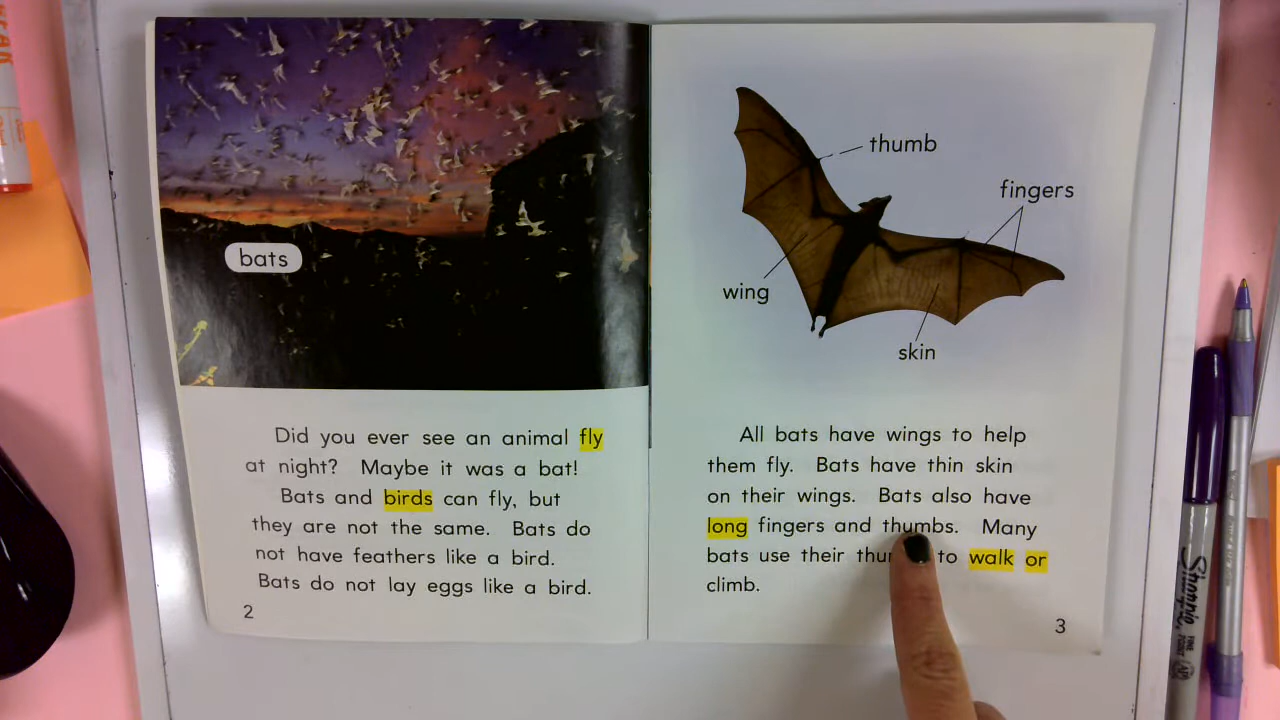 bats
Did you ever see an animal fly
at night? Maybe it was a bat!
Bats and birds can fly, but
they are not the same. Bats do
not have feathers like a bird.
Bats do not lay eggs like a bird.
2
thumb
fingers
wing
skin
All bats have wings to help
them fly. Bats have thin skin
on their wings. Bats also have
long fingers and thumbs. Many
bats use their to walk or
climb.
3
Sharpie
FINE
POINT